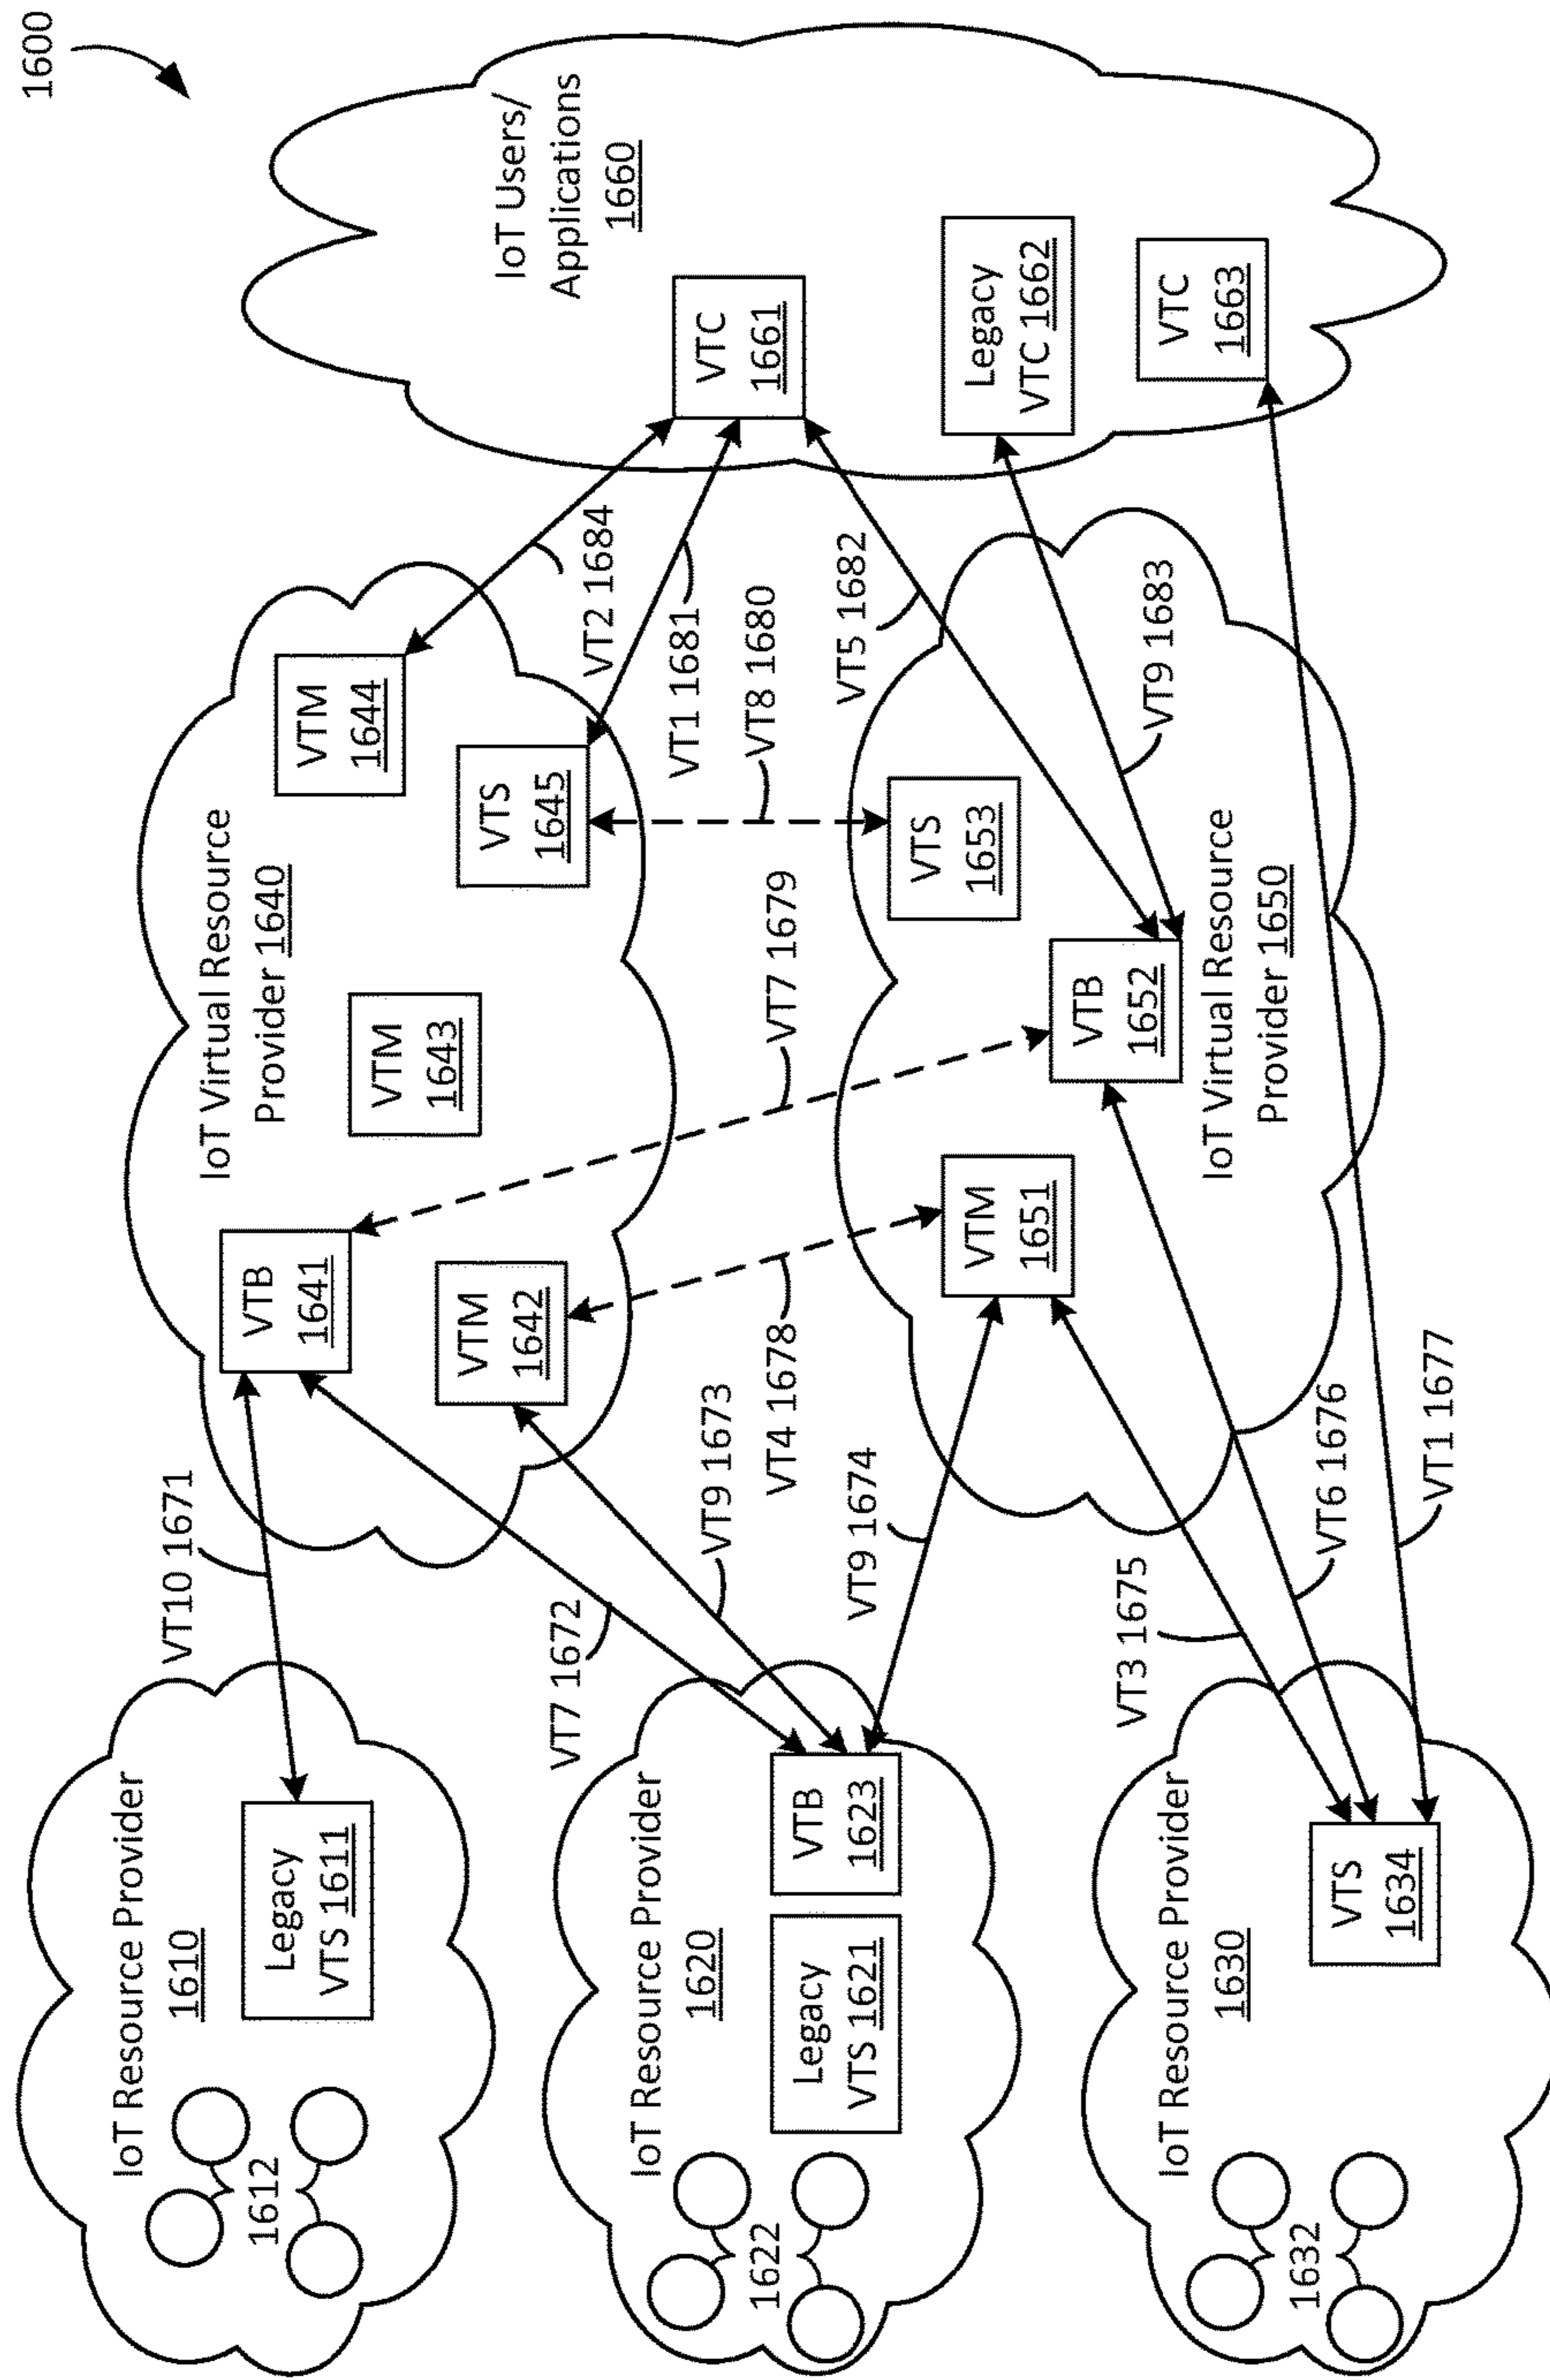 1600
IoT Resource Provider
1610
Legacy
VTS 1611
1612
VT10 1671
IoT Virtual Resource
Provider 1640
VTB
1641
VTM
1642
VTM
1643
VTM
1644
VTS
1645
IoT Users/
Applications
1660
VTC
1661
Legacy
VTC 1662
VTC
1663
VT7 1672
VT9 1673
VT9 1674
VT4 1678
VT7 1679
VT8 1680
VT1 1681
VT2 1684
VT5 1682
VT9 1683
IoT Resource Provider
1620
Legacy
VTS 1621
VTB
1623
1622
VTM
1651
VTB
1652
VTS
1653
IoT Virtual Resource
Provider 1650
IoT Resource Provider
1630
VTS
1634
1632
VT3 1675
VT6 1676
VT1 1677